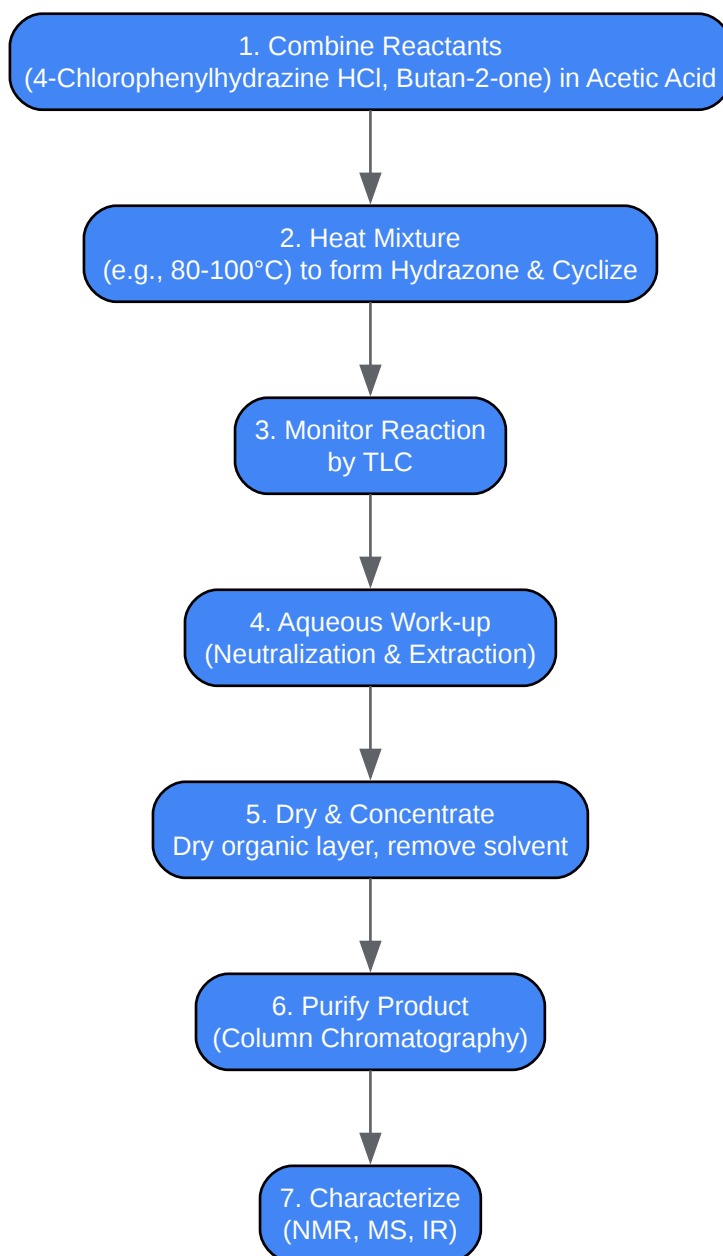 1. Combine Reactants
(4-Chlorophenylhydrazine HCl, Butan-2-one) in Acetic Acid
2. Heat Mixture
(e.g., 80-100°C) to form Hydrazone & Cyclize
3. Monitor Reaction
by TLC
4. Aqueous Work-up
(Neutralization & Extraction)
5. Dry & Concentrate
Dry organic layer, remove solvent
6. Purify Product
(Column Chromatography)
7. Characterize
(NMR, MS, IR)